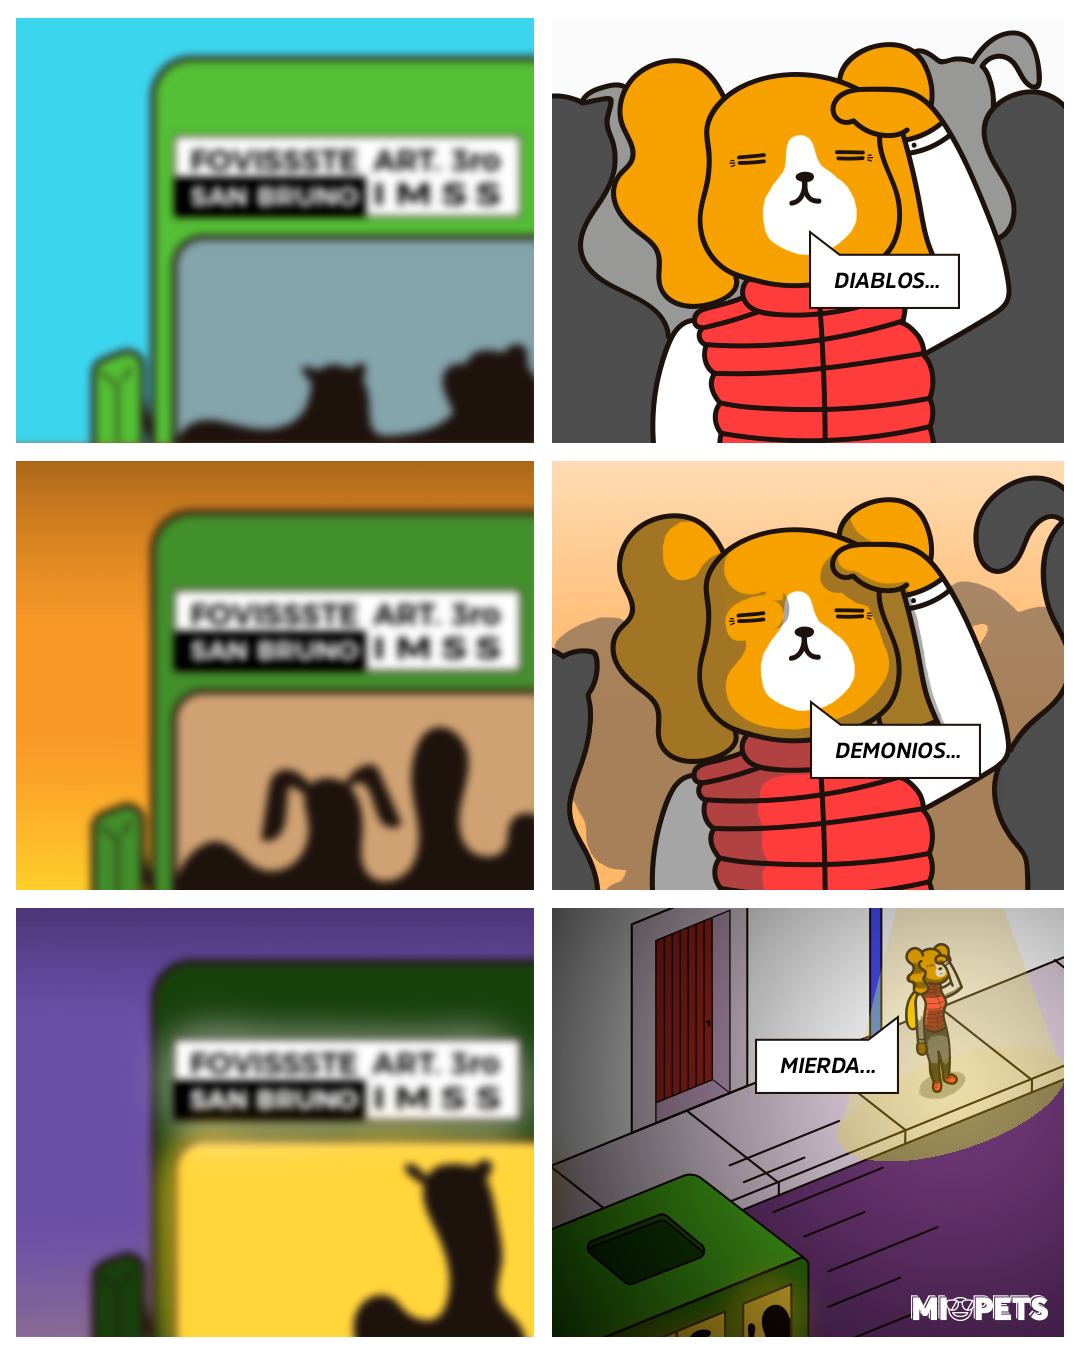 FOVISSSTE ART. 3ro
SAN BRUNO IMSS
DIABLOS...
FOVISSSTE ART. 3ro
SAN BRUNO IMSS
DEMONIOS...
FOVISSSTE ART. 3ro
SAN BRUNO IMSS
MIERDA...
MIOPETS